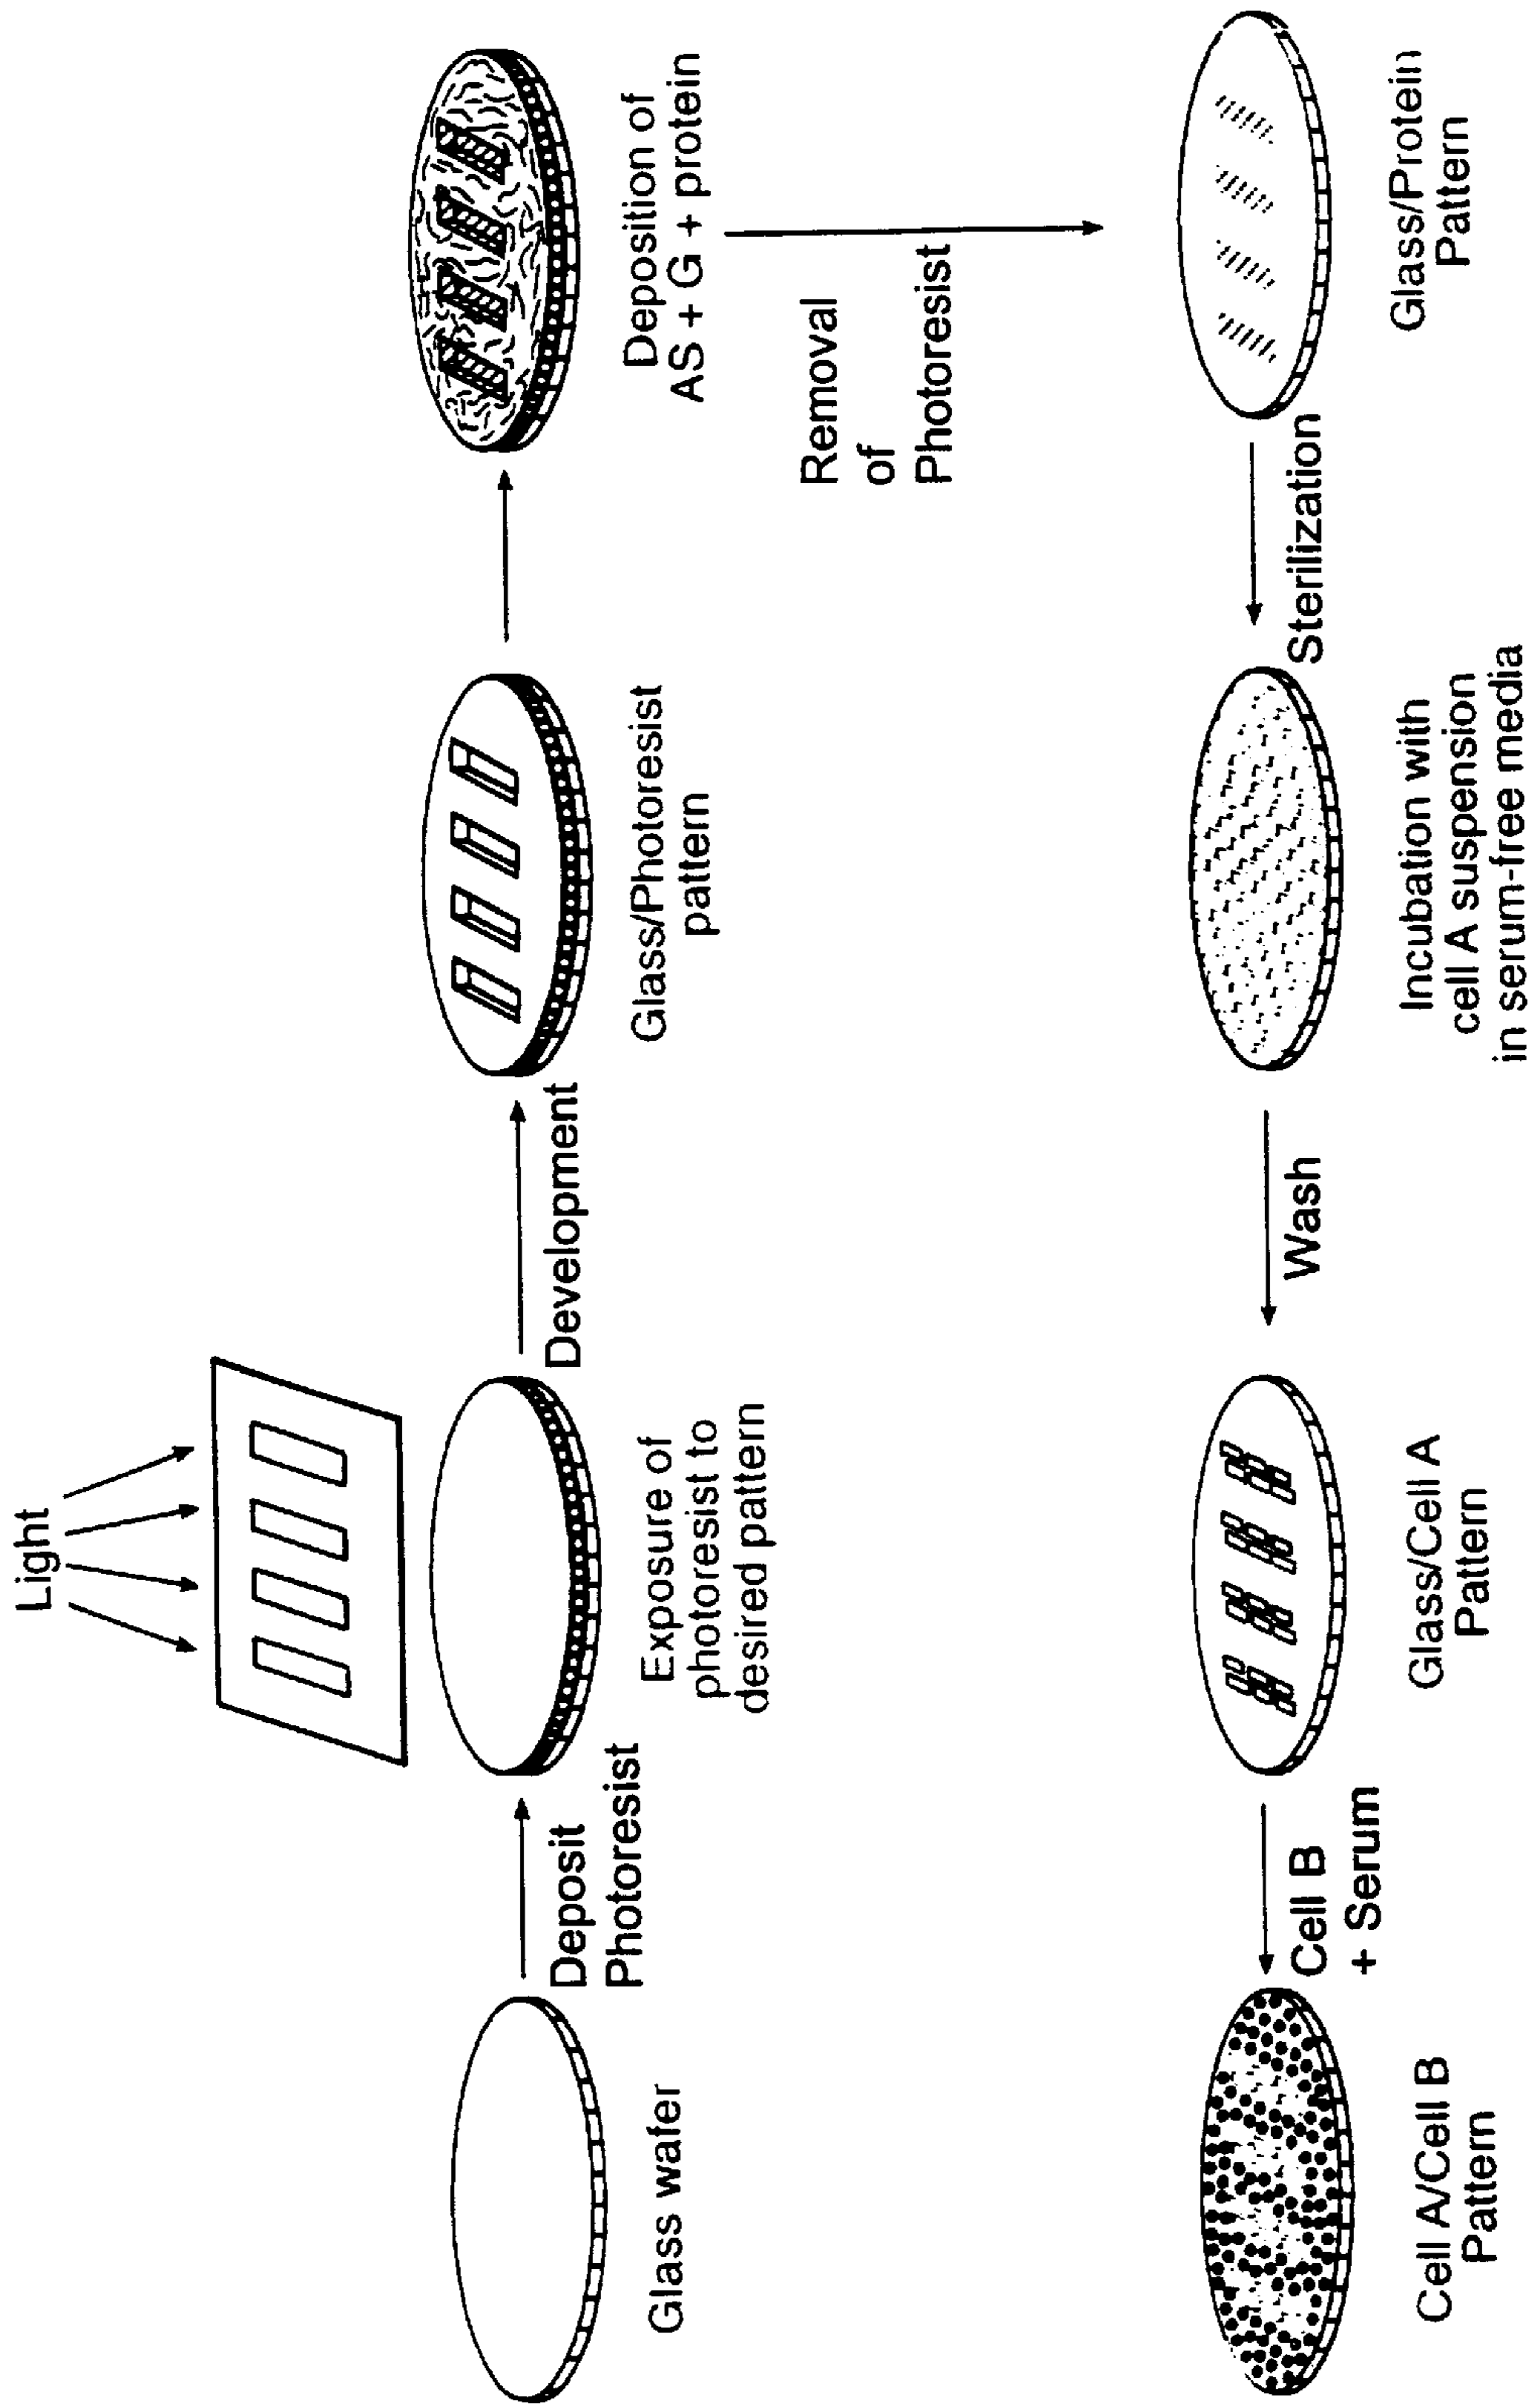 Light
Glass wafer
Deposit
Photoresist
Exposure of
photoresist to
desired pattern
Development
Glass/Photoresist
pattern
Deposition of
AS + G + protein
Removal
of
Photoresist
Glass/Protein
Pattern
Sterilization
Incubation with
cell A suspension
in serum-free media
Wash
Glass/Cell A
Pattern
Cell B
+ Serum
Cell A/Cell B
Pattern